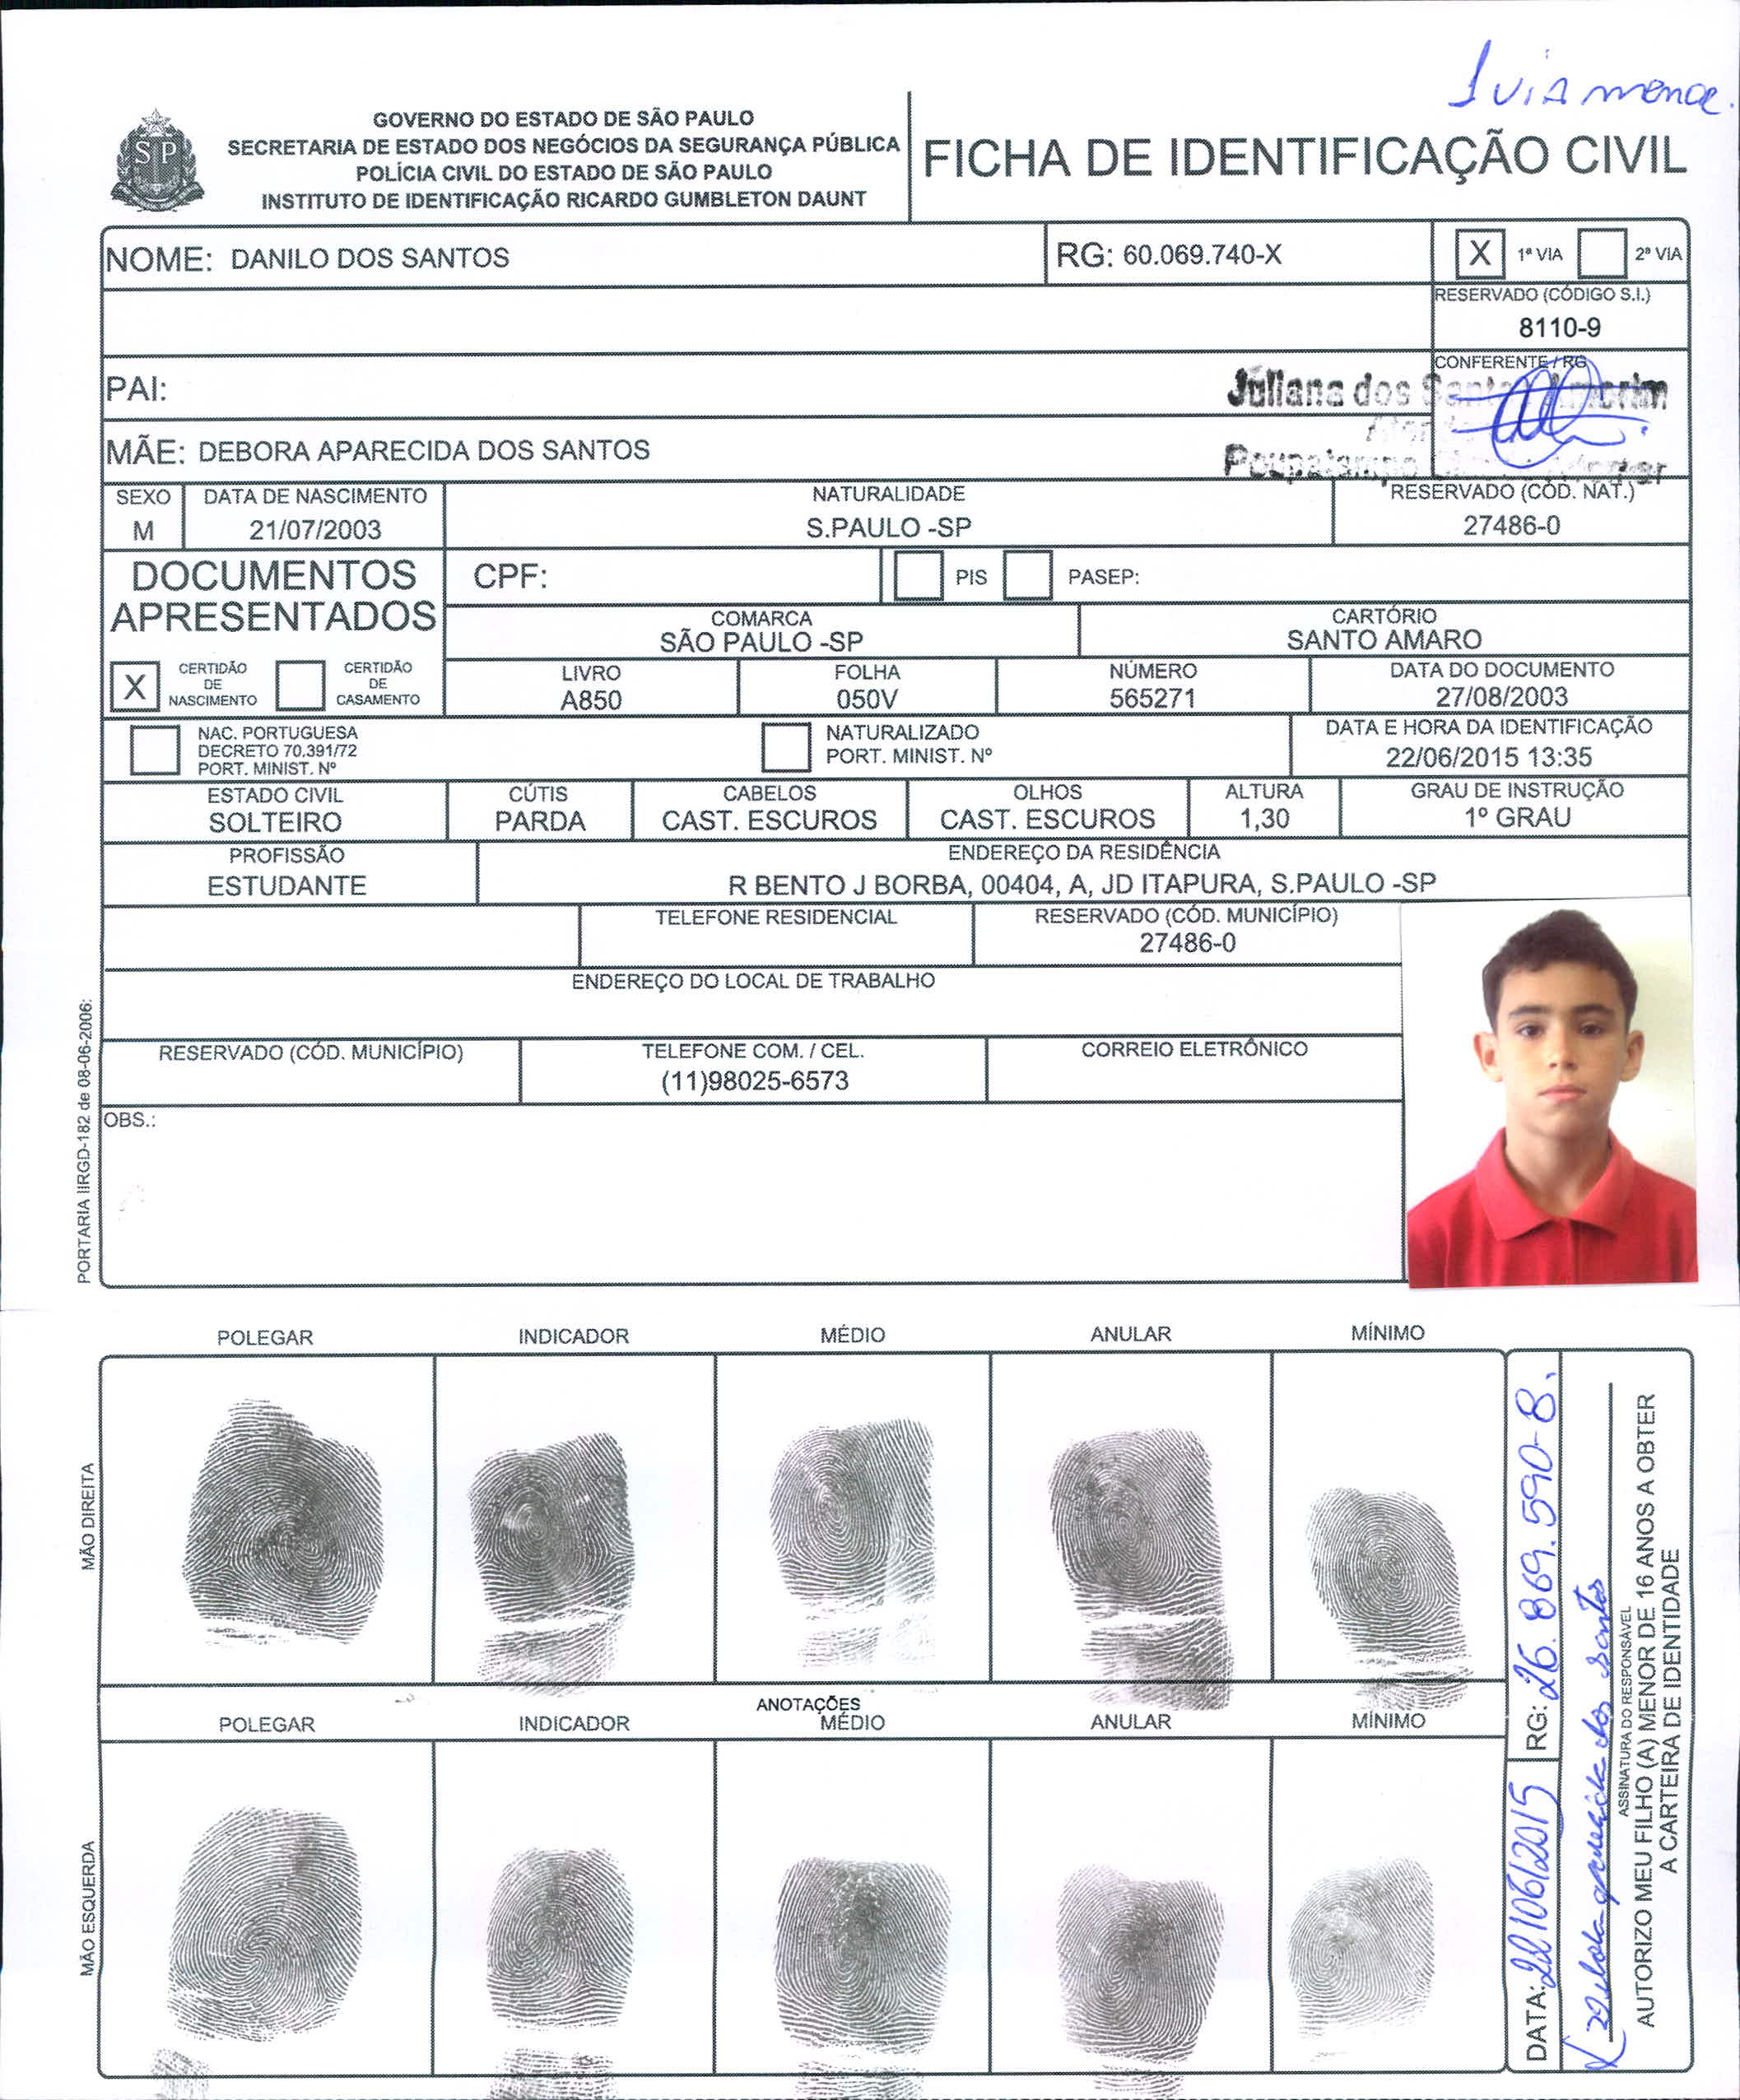 1 via menor.
GOVERNO DO ESTADO DE SÃO PAULO
SECRETARIA DE ESTADO DOS NEGÓCIOS DA SEGURANÇA PÚBLICA
POLÍCIA CIVIL DO ESTADO DE SÃO PAULO
INSTITUTO DE IDENTIFICAÇÃO RICARDO GUMBLETON DAUNT
SP
FICHA DE IDENTIFICAÇÃO CIVIL
NOME: DANILO DOS SANTOS
RG: 60.069.740-X
X 1ª VIA 2ª VIA
RESERVADO (CÓDIGO S.I.)
8110-9
CONFERENTE / RG
PAI:
Juliana dos Santos Amorim
Poupatempo
MÃE: DEBORA APARECIDA DOS SANTOS
SEXO
M
DATA DE NASCIMENTO
21/07/2003
NATURALIDADE
S.PAULO -SP
RESERVADO (CÓD. NAT.)
27486-0
DOCUMENTOS
APRESENTADOS
CPF:
PIS
PASEP:
COMARCA
SÃO PAULO -SP
CARTÓRIO
SANTO AMARO
X CERTIDÃO
DE
NASCIMENTO
CERTIDÃO
DE
CASAMENTO
LIVRO
A850
FOLHA
050V
NÚMERO
565271
DATA DO DOCUMENTO
27/08/2003
NAC. PORTUGUESA
DECRETO 70.391/72
PORT. MINIST. Nº
NATURALIZADO
PORT. MINIST. Nº
DATA E HORA DA IDENTIFICAÇÃO
22/06/2015 13:35
ESTADO CIVIL
SOLTEIRO
CÚTIS
PARDA
CABELOS
CAST. ESCUROS
OLHOS
CAST. ESCUROS
ALTURA
1,30
GRAU DE INSTRUÇÃO
1º GRAU
PROFISSÃO
ESTUDANTE
ENDEREÇO DA RESIDÊNCIA
R BENTO J BORBA, 00404, A, JD ITAPURA, S.PAULO -SP
TELEFONE RESIDENCIAL
RESERVADO (CÓD. MUNICÍPIO)
27486-0
ENDEREÇO DO LOCAL DE TRABALHO
RESERVADO (CÓD. MUNICÍPIO)
TELEFONE COM. / CEL.
(11)98025-6573
CORREIO ELETRÔNICO
OBS.:
PORTARIA IIRGD-182 de 08-06-2006:
POLEGAR INDICADOR MÉDIO ANULAR MÍNIMO
MÃO DIREITA
ANOTAÇÕES
POLEGAR INDICADOR MÉDIO ANULAR MÍNIMO
MÃO ESQUERDA
DATA: 22/06/2015 RG: 26.869.590-8.
Debora aparecida dos santos
ASSINATURA DO RESPONSÁVEL
AUTORIZO MEU FILHO (A) MENOR DE 16 ANOS A OBTER
A CARTEIRA DE IDENTIDADE